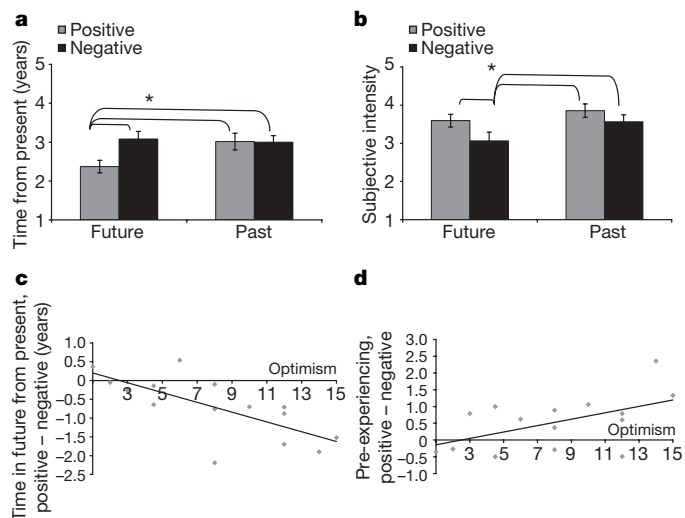 a
Positive
Negative
Time from present (years)
5
4
3
2
1
*
Future
Past
b
Positive
Negative
Subjective intensity
5
4
3
2
1
*
Future
Past
c
Time in future from present,
positive – negative (years)
1.0
0.5
0
–0.5
–1.0
–1.5
–2.0
–2.5
Optimism
3 5 7 9 11 13 15
d
Pre-experiencing,
positive – negative
3.0
2.5
2.0
1.5
1.0
0.5
0
–0.5
–1.0
Optimism
1 3 5 7 9 11 13 15